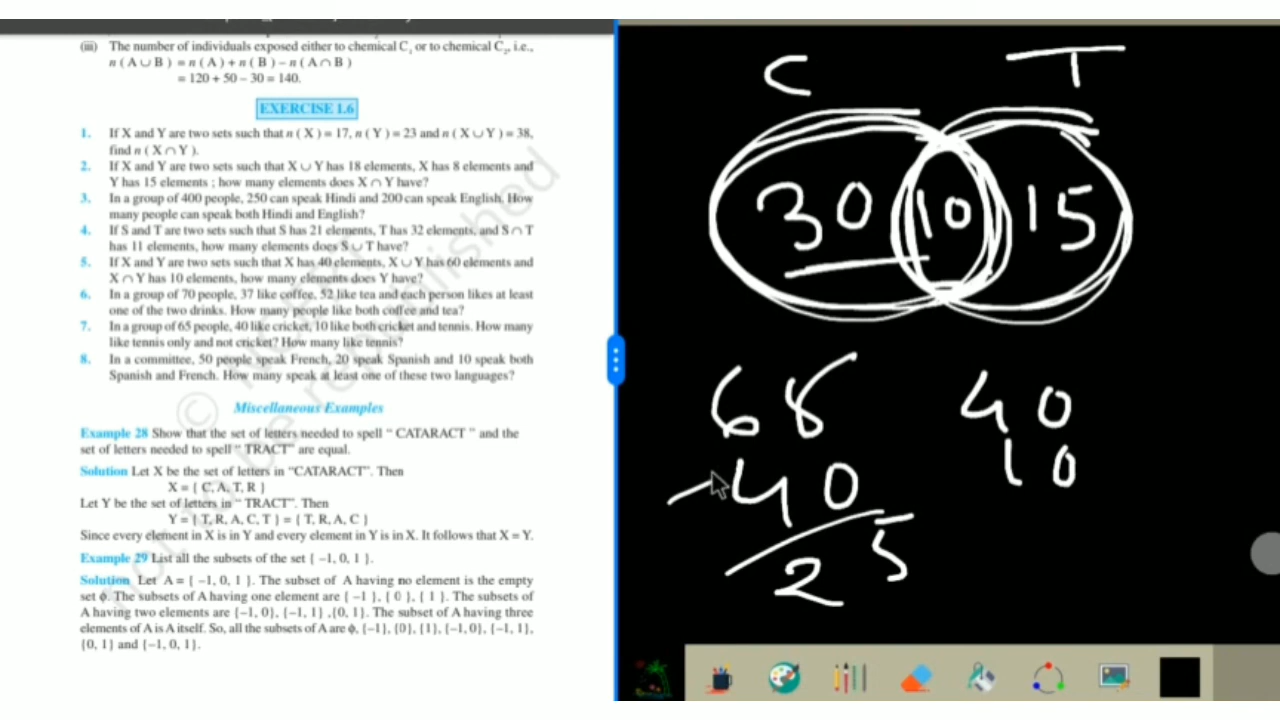 (iii) The number of individuals exposed either to chemical C₁ or to chemical C₂, i.e.,
n ( A ∪ B ) = n ( A ) + n ( B ) – n ( A ∩ B )
= 120 + 50 – 30 = 140.
EXERCISE 1.6
1. If X and Y are two sets such that n ( X ) = 17, n ( Y ) = 23 and n ( X ∪ Y ) = 38,
find n ( X ∩ Y ).
2. If X and Y are two sets such that X ∪ Y has 18 elements, X has 8 elements and
Y has 15 elements ; how many elements does X ∩ Y have?
3. In a group of 400 people, 250 can speak Hindi and 200 can speak English. How
many people can speak both Hindi and English?
4. If S and T are two sets such that S has 21 elements, T has 32 elements, and S ∩ T
has 11 elements, how many elements does S ∪ T have?
5. If X and Y are two sets such that X has 40 elements, X ∪ Y has 60 elements and
X ∩ Y has 10 elements, how many elements does Y have?
6. In a group of 70 people, 37 like coffee, 52 like tea and each person likes at least
one of the two drinks. How many people like both coffee and tea?
7. In a group of 65 people, 40 like cricket, 10 like both cricket and tennis. How many
like tennis only and not cricket? How many like tennis?
8. In a committee, 50 people speak French, 20 speak Spanish and 10 speak both
Spanish and French. How many speak at least one of these two languages?
Miscellaneous Examples
Example 28 Show that the set of letters needed to spell " CATARACT " and the
set of letters needed to spell " TRACT" are equal.
Solution Let X be the set of letters in "CATARACT". Then
X = { C, A, T, R }
Let Y be the set of letters in " TRACT". Then
Y = { T, R, A, C, T } = { T, R, A, C }
Since every element in X is in Y and every element in Y is in X. It follows that X = Y.
Example 29 List all the subsets of the set { –1, 0, 1 }.
Solution Let A = { –1, 0, 1 }. The subset of A having no element is the empty
set ϕ. The subsets of A having one element are { –1 }, { 0 }, { 1 }. The subsets of
A having two elements are {–1, 0}, {–1, 1} ,{0, 1}. The subset of A having three
elements of A is A itself. So, all the subsets of A are ϕ, {–1}, {0}, {1}, {–1, 0}, {–1, 1},
{0, 1} and {–1, 0, 1}.
not to be republished
C T
30 10 15
68 40
– 40 10
25